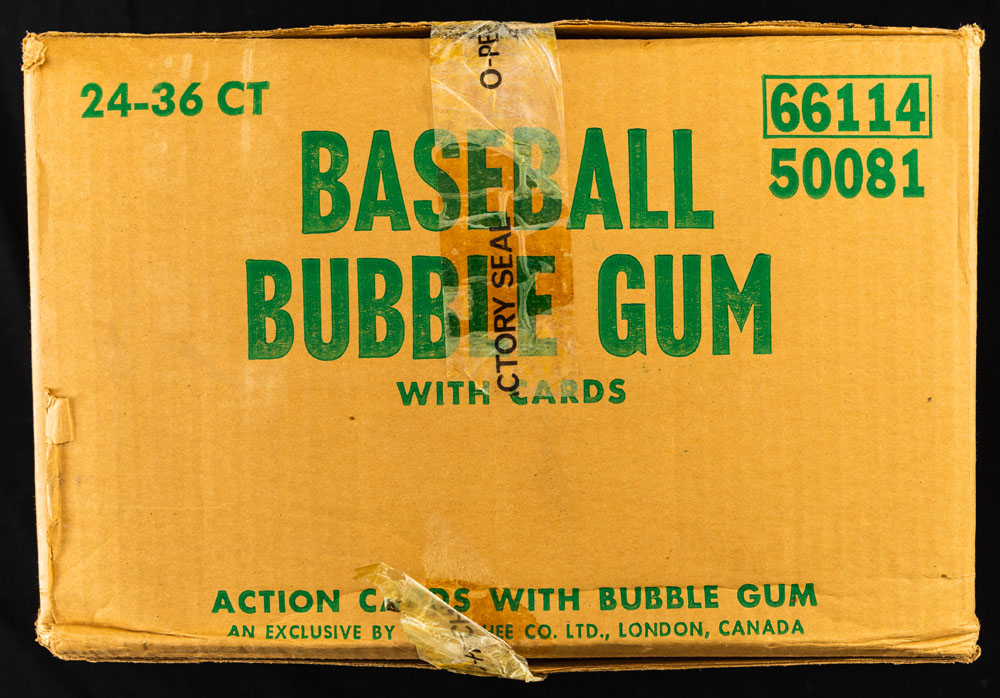 24-36 CT
66114
50081
BASEBALL
BUBBLE GUM
WITH CARDS
O-PE
CTORY SEAL
ACTION CARDS WITH BUBBLE GUM
AN EXCLUSIVE BY HEE CO. LTD., LONDON, CANADA